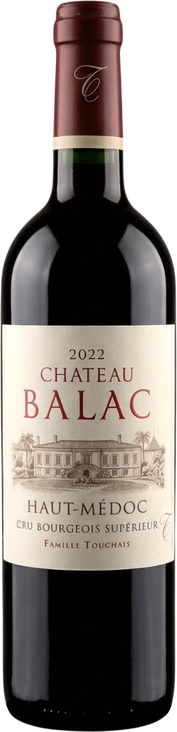 T
2022
CHATEAU
BALAC
HAUT-MÉDOC
CRU BOURGEOIS SUPÉRIEUR
T
FAMILLE TOUCHAIS